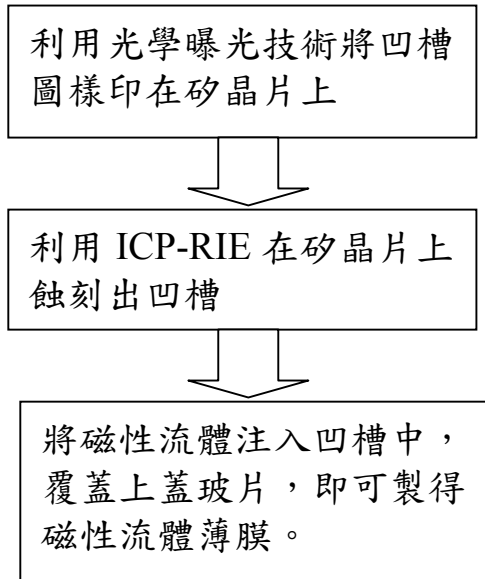 利用光學曝光技術將凹槽
圖樣印在矽晶片上
利用 ICP-RIE 在矽晶片上
蝕刻出凹槽
將磁性流體注入凹槽中，
覆蓋上蓋玻片，即可製得
磁性流體薄膜。